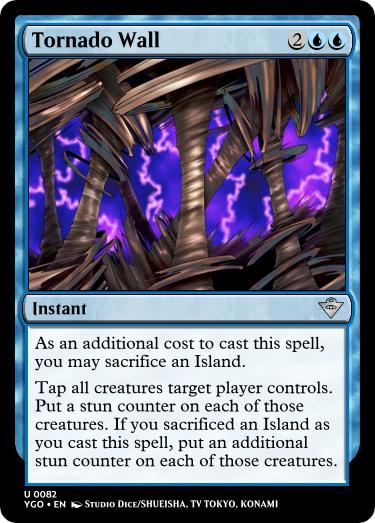 Tornado Wall 2
Instant
As an additional cost to cast this spell,
you may sacrifice an Island.
Tap all creatures target player controls.
Put a stun counter on each of those
creatures. If you sacrificed an Island as
you cast this spell, put an additional
stun counter on each of those creatures.
U 0082
YGO • EN Studio Dice/SHUEISHA, TV TOKYO, KONAMI